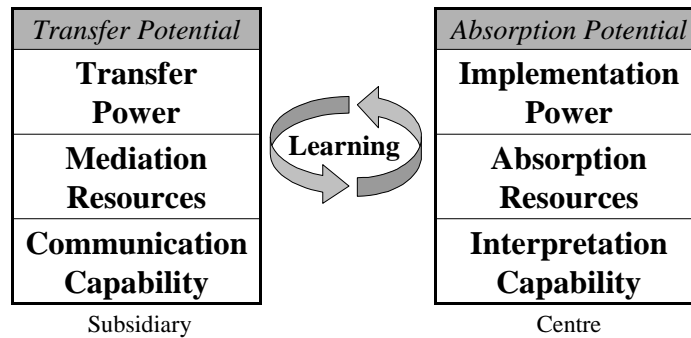 Transfer Potential
Transfer
Power
Mediation
Resources
Communication
Capability
Subsidiary
Learning
Absorption Potential
Implementation
Power
Absorption
Resources
Interpretation
Capability
Centre